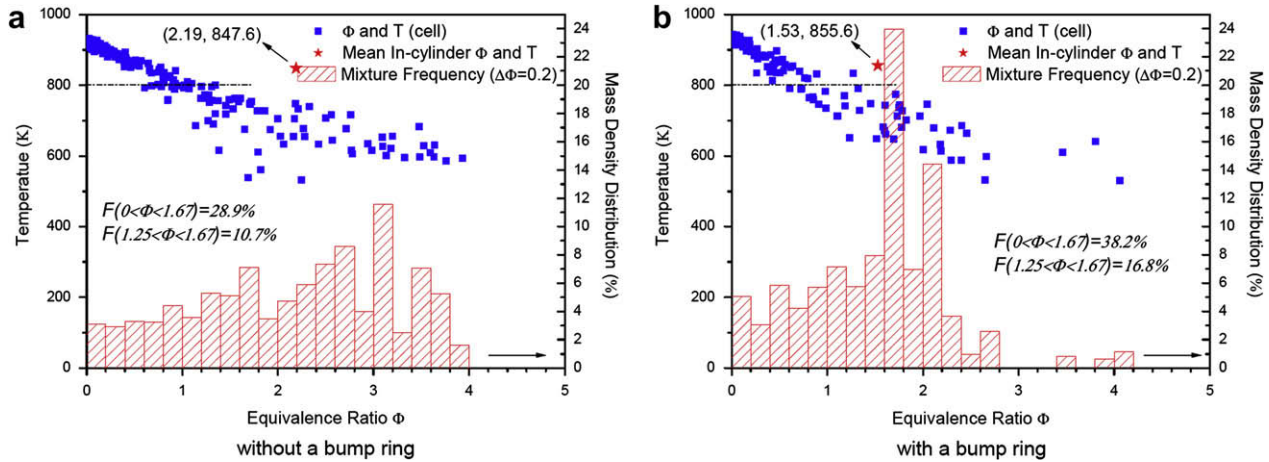 a
(2.19, 847.6)
Φ and T (cell)
Mean In-cylinder Φ and T
Mixture Frequency (ΔΦ=0.2)
1000
800
600
400
200
0
Temperatue (K)
24
22
20
18
16
14
12
10
8
6
4
2
0
Mass Density Distribution (%)
F(0<Φ<1.67)=28.9%
F(1.25<Φ<1.67)=10.7%
0 1 2 3 4 5
Equivalence Ratio Φ
without a bump ring
b
(1.53, 855.6)
Φ and T (cell)
Mean In-cylinder Φ and T
Mixture Frequency (ΔΦ=0.2)
1000
800
600
400
200
0
Temperatue (K)
24
22
20
18
16
14
12
10
8
6
4
2
0
Mass Density Distribution (%)
F(0<Φ<1.67)=38.2%
F(1.25<Φ<1.67)=16.8%
0 1 2 3 4 5
Equivalence Ratio Φ
with a bump ring